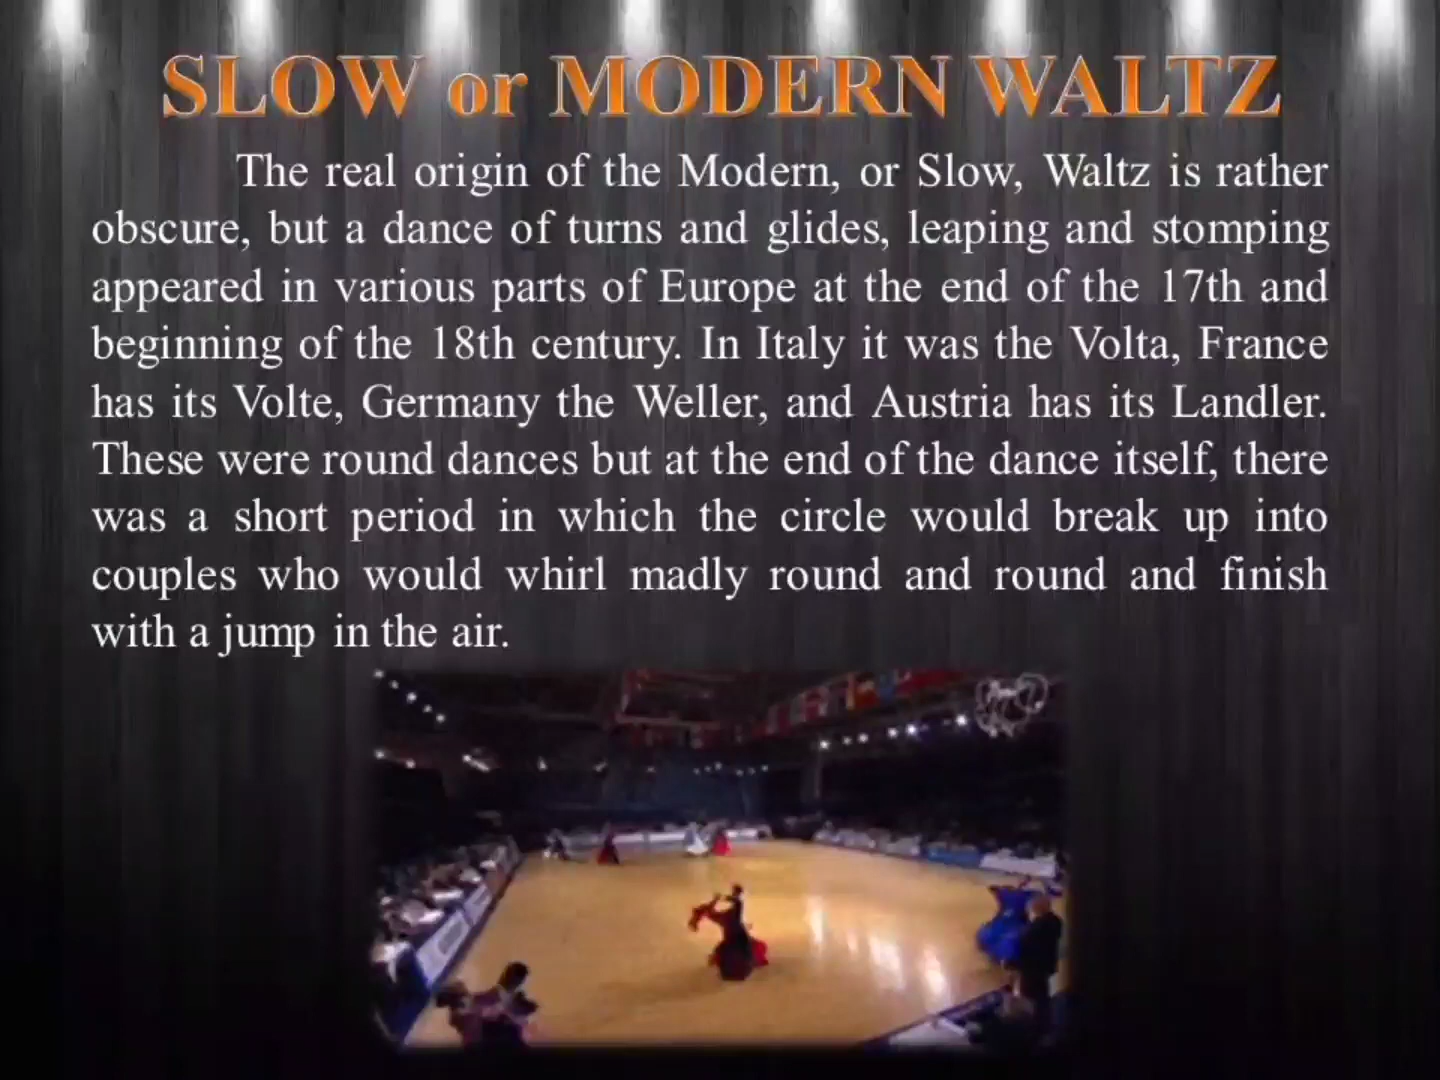 SLOW or MODERN WALTZ
The real origin of the Modern, or Slow, Waltz is rather
obscure, but a dance of turns and glides, leaping and stomping
appeared in various parts of Europe at the end of the 17th and
beginning of the 18th century. In Italy it was the Volta, France
has its Volte, Germany the Weller, and Austria has its Landler.
These were round dances but at the end of the dance itself, there
was a short period in which the circle would break up into
couples who would whirl madly round and round and finish
with a jump in the air.